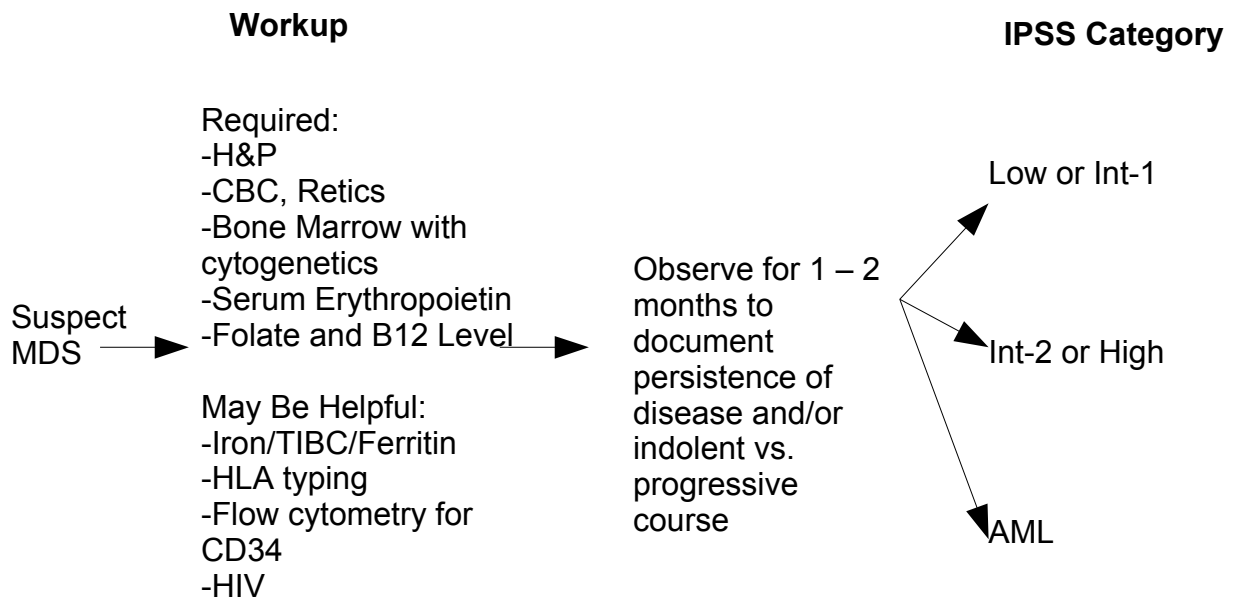 Workup
IPSS Category
Suspect
MDS
Required:
-H&P
-CBC, Retics
-Bone Marrow with
cytogenetics
-Serum Erythropoietin
-Folate and B12 Level
May Be Helpful:
-Iron/TIBC/Ferritin
-HLA typing
-Flow cytometry for
CD34
-HIV
Observe for 1 – 2
months to
document
persistence of
disease and/or
indolent vs.
progressive
course
Low or Int-1
Int-2 or High
AML